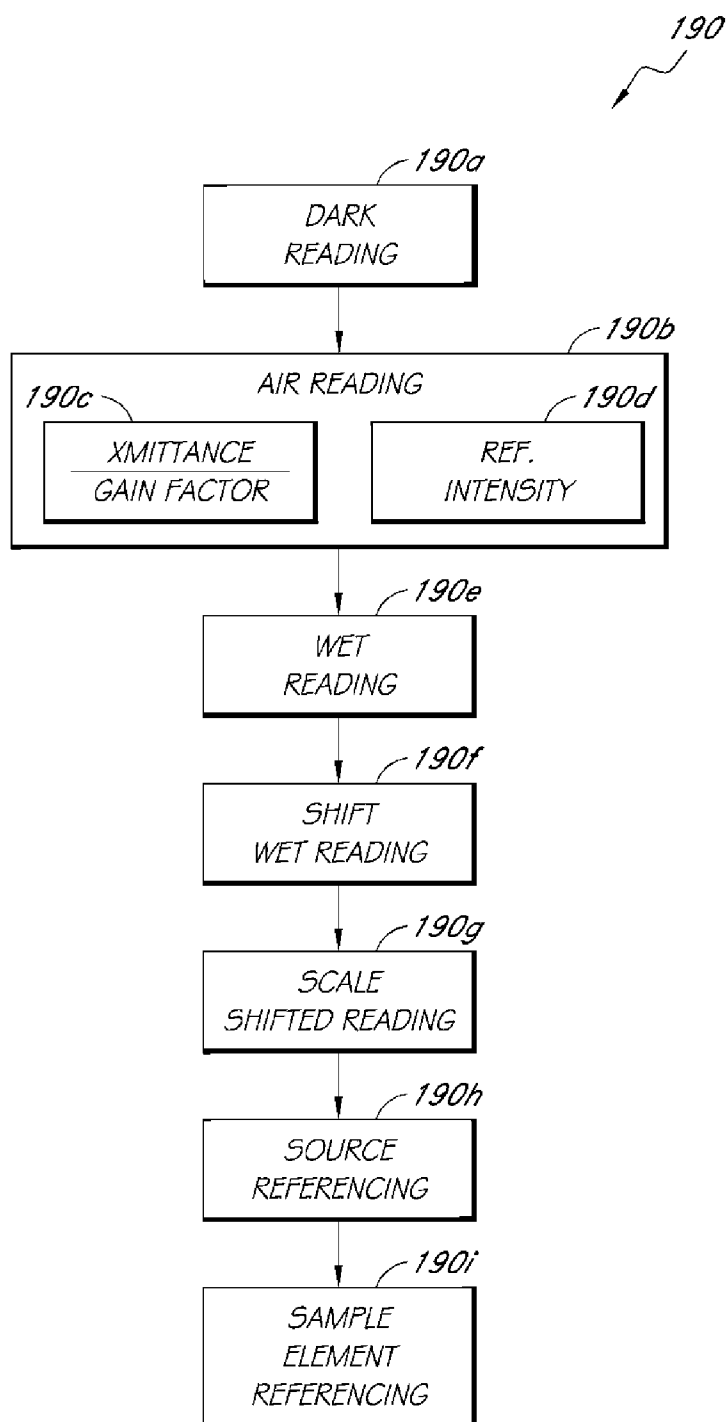 190
190a
DARK
READING
190b
AIR READING
190c
XMITTANCE
GAIN FACTOR
190d
REF.
INTENSITY
190e
WET
READING
190f
SHIFT
WET READING
190g
SCALE
SHIFTED READING
190h
SOURCE
REFERENCING
190i
SAMPLE
ELEMENT
REFERENCING